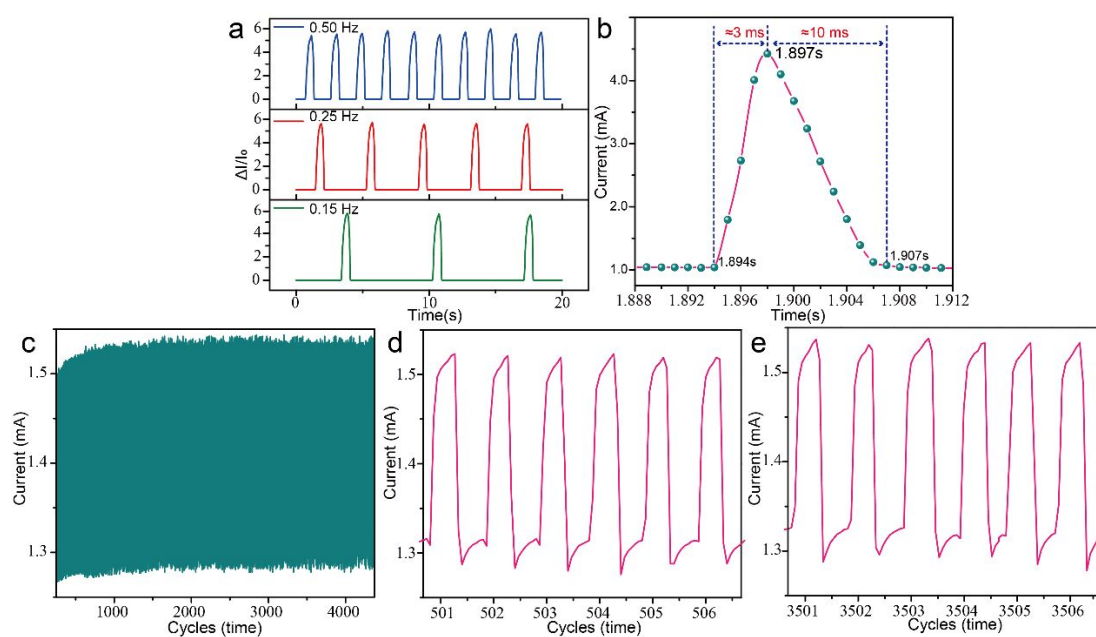 a
0.50 Hz
6
4
2
0
0.25 Hz
6
4
2
0
0.15 Hz
6
4
2
0
ΔI/I₀
0 10 20
Time(s)
b
≈3 ms ≈10 ms
1.897s
1.894s
1.907s
4.0
3.0
2.0
1.0
Current (mA)
1.888 1.892 1.896 1.900 1.904 1.908 1.912
Time(s)
c
1.5
1.4
1.3
Current (mA)
1000 2000 3000 4000
Cycles (time)
d
1.5
1.4
1.3
Current (mA)
501 502 503 504 505 506
Cycles (time)
e
1.5
1.4
1.3
Current (mA)
3501 3502 3503 3504 3505 3506
Cycles (time)